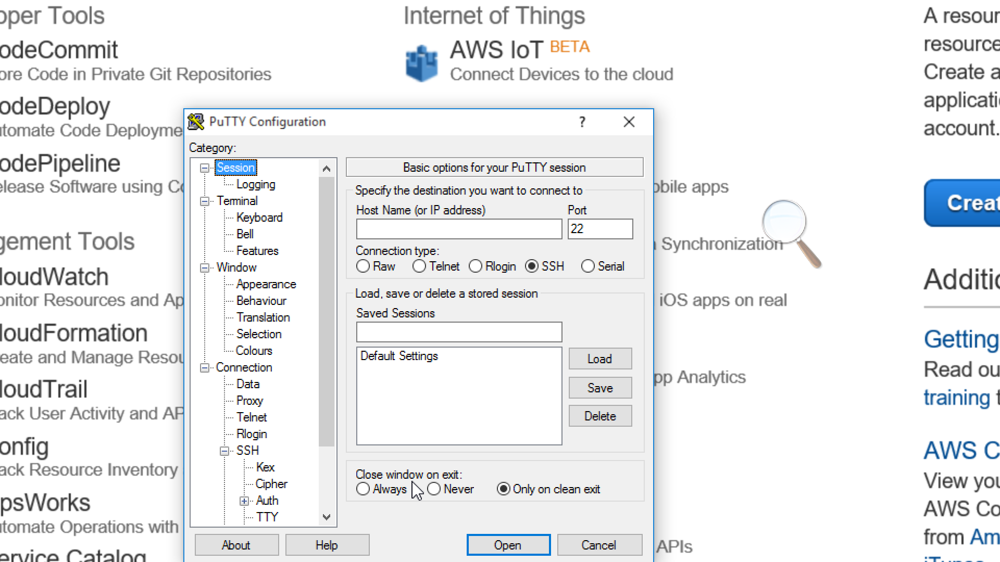 oper Tools
odeCommit
ore Code in Private Git Repositories
odeDeploy
utomate Code Deployme
odePipeline
elease Software using Co
gement Tools
loudWatch
onitor Resources and Ap
loudFormation
reate and Manage Resou
loudTrail
ack User Activity and AP
onfig
ack Resource Inventory
psWorks
utomate Operations with
ervice Catalog
Internet of Things
AWS IoT BETA
Connect Devices to the cloud
PuTTY Configuration
?
Category:
Session
Logging
Terminal
Keyboard
Bell
Features
Window
Appearance
Behaviour
Translation
Selection
Colours
Connection
Data
Proxy
Telnet
Rlogin
SSH
Kex
Cipher
Auth
TTY
Basic options for your PuTTY session
Specify the destination you want to connect to
Host Name (or IP address) Port
22
Connection type:
Raw Telnet Rlogin SSH Serial
Load, save or delete a stored session
Saved Sessions
Default Settings
Load
Save
Delete
Close window on exit:
Always Never Only on clean exit
About Help Open Cancel
obile apps
Synchronization
iOS apps on real
pp Analytics
APIs
A resour
resource
Create a
applicati
account.
Creat
Additio
Getting
Read ou
training t
AWS C
View you
AWS Co
from Am
iTunes